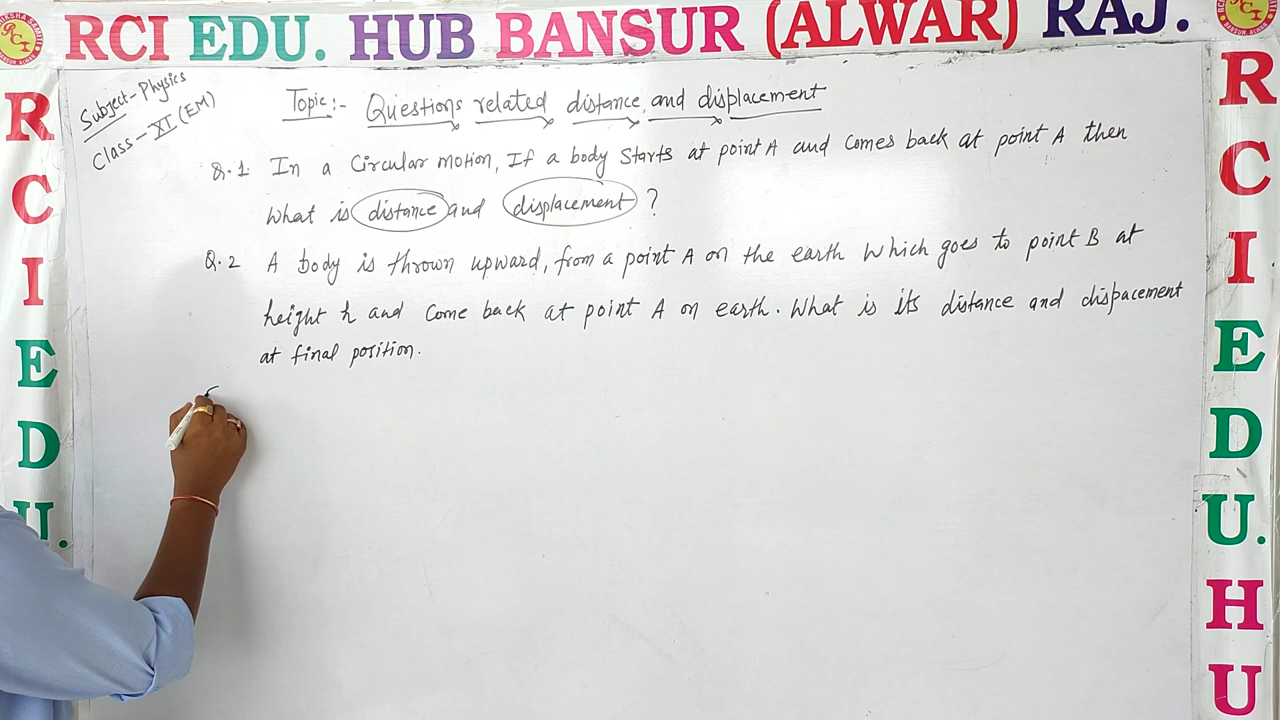 RCI EDU. HUB BANSUR (ALWAR) RAJ.
Subject - Physics
Class - XI (EM)
Topic:- Questions related distance and displacement
Q.1. In a Circular motion, If a body starts at point A and comes back at point A then
what is distance and displacement ?
Q.2 A body is thrown upward, from a point A on the earth which goes to point B at
height h and come back at point A on earth. What is its distance and dispacement
at final position.
R
C
I
E
D
U.
R
C
I
E
D
U.
H
U